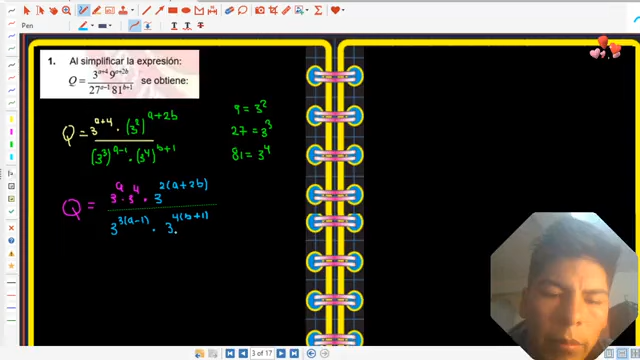 Pen
1. Al simplificar la expresión:
Q = 3^{a+4} 9^{a+2b} / 27^{a-1} 81^{b+1} se obtiene:
Q = 3^{a+4} · (3^2)^{a+2b} / (3^3)^{a-1} · (3^4)^{b+1}
9 = 3^2
27 = 3^3
81 = 3^4
Q = 3^a · 3^4 · 3^{2(a+2b)} / 3^{3(a-1)} · 3^{4(b+1)}
3 of 17